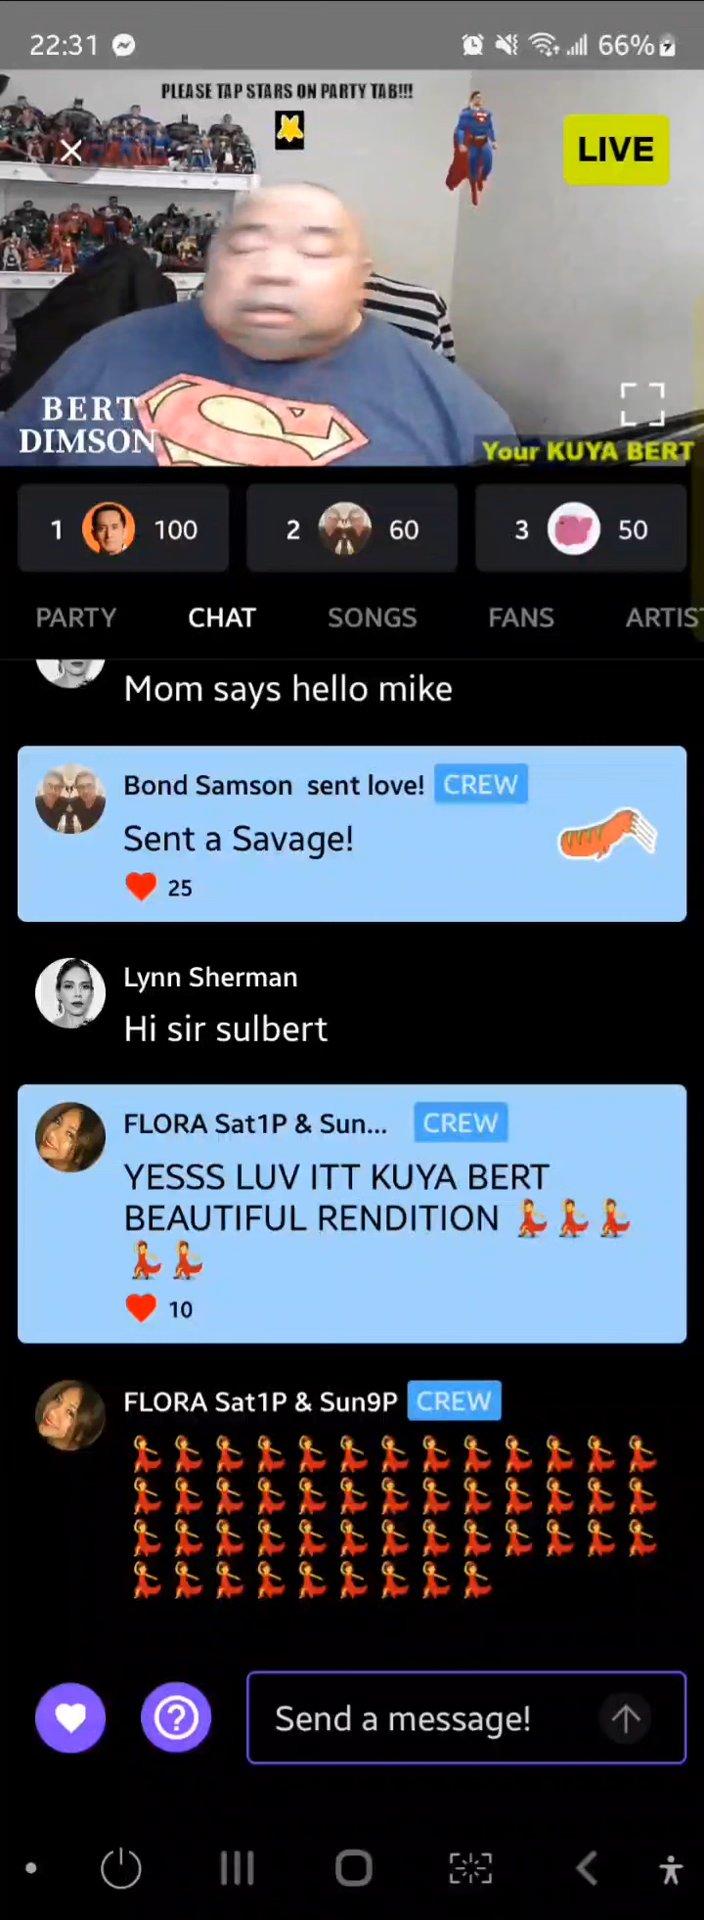 22:31
66%
PLEASE TAP STARS ON PARTY TAB!!!
LIVE
BERT
DIMSON
Your KUYA BERT
1 100 2 60 3 50
PARTY CHAT SONGS FANS ARTIS
Mom says hello mike
Bond Samson sent love! CREW
Sent a Savage!
25
Lynn Sherman
Hi sir sulbert
FLORA Sat1P & Sun... CREW
YESSS LUV ITT KUYA BERT
BEAUTIFUL RENDITION 💃💃💃
💃💃
10
FLORA Sat1P & Sun9P CREW
💃💃💃💃💃💃💃💃💃💃💃💃💃
💃💃💃💃💃💃💃💃💃💃💃💃💃
💃💃💃💃💃💃💃💃💃💃💃💃💃
💃💃💃💃💃💃💃💃💃
Send a message!